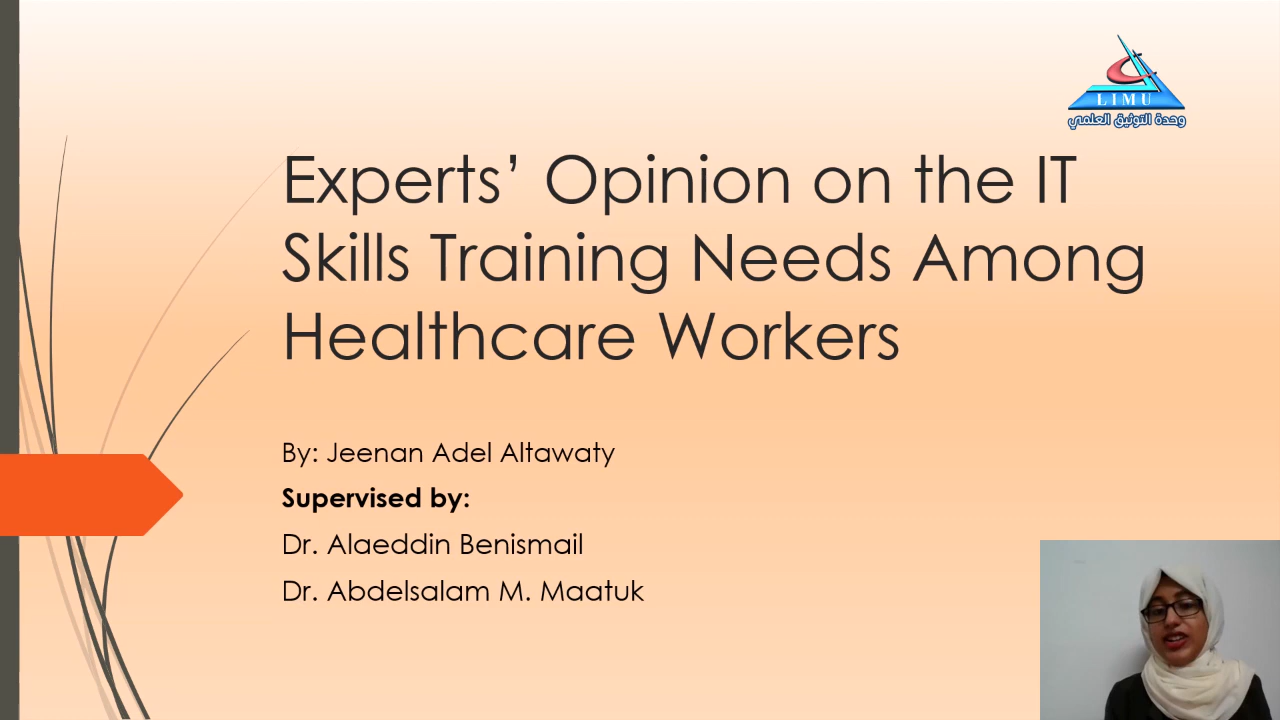 LIMU
وحدة التوثيق العلمي
Experts’ Opinion on the IT
Skills Training Needs Among
Healthcare Workers
By: Jeenan Adel Altawaty
Supervised by:
Dr. Alaeddin Benismail
Dr. Abdelsalam M. Maatuk